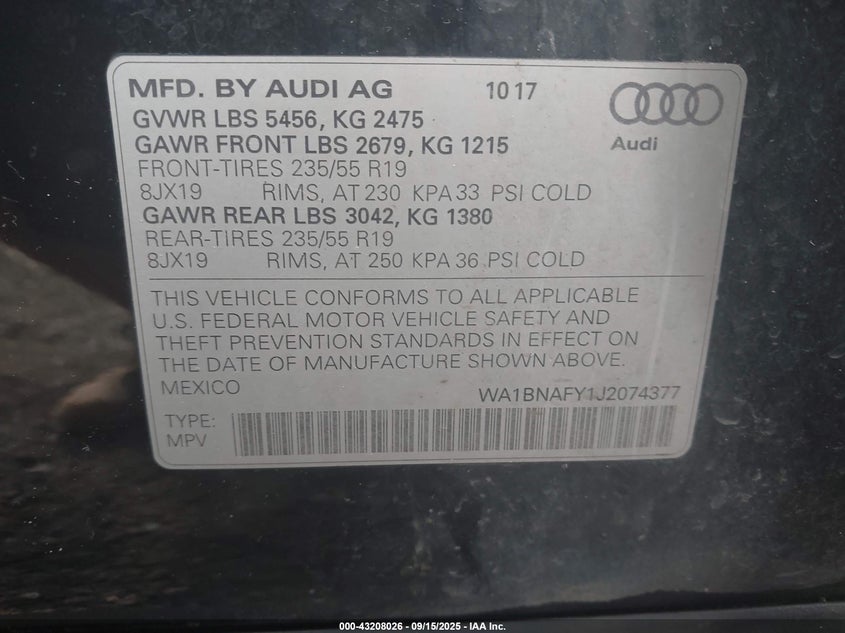 MFD. BY AUDI AG 10 17
GVWR LBS 5456, KG 2475
GAWR FRONT LBS 2679, KG 1215
Audi
FRONT-TIRES 235/55 R19
8JX19 RIMS, AT 230 KPA 33 PSI COLD
GAWR REAR LBS 3042, KG 1380
REAR-TIRES 235/55 R19
8JX19 RIMS, AT 250 KPA 36 PSI COLD
THIS VEHICLE CONFORMS TO ALL APPLICABLE
U.S. FEDERAL MOTOR VEHICLE SAFETY AND
THEFT PREVENTION STANDARDS IN EFFECT ON
THE DATE OF MANUFACTURE SHOWN ABOVE.
MEXICO WA1BNAFY1J2074377
TYPE:
MPV
000-43208026 - 09/15/2025 - IAA Inc.